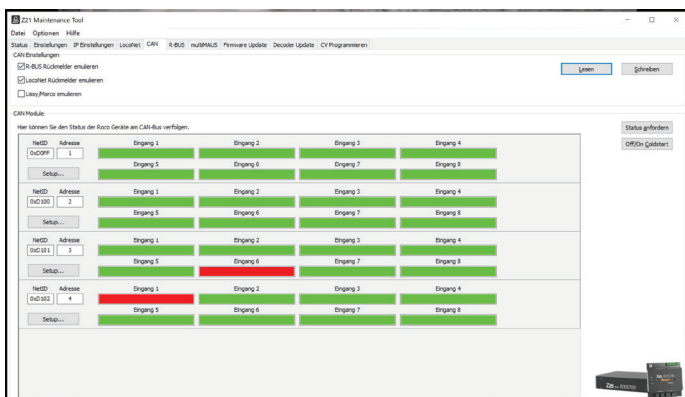 Z21 Maintenance Tool
Datei Optionen Hilfe
Status Einstellungen IP Einstellungen LocoNet CAN R-BUS multiMAUS Firmware Update Decoder Update CV Programmieren
CAN Einstellungen
R-BUS Rückmelder emulieren
Lesen Schreiben
LocoNet Rückmelder emulieren
Lissy/Marco emulieren
CAN Module
Hier können Sie den Status der Roco Geräte am CAN-Bus verfolgen.
Status anfordern
Off/On Coldstart
NetID Adresse Eingang 1 Eingang 2 Eingang 3 Eingang 4
0xD0FF 1
Eingang 5 Eingang 6 Eingang 7 Eingang 8
Setup...
NetID Adresse Eingang 1 Eingang 2 Eingang 3 Eingang 4
0xD100 2
Eingang 5 Eingang 6 Eingang 7 Eingang 8
Setup...
NetID Adresse Eingang 1 Eingang 2 Eingang 3 Eingang 4
0xD101 3
Eingang 5 Eingang 6 Eingang 7 Eingang 8
Setup...
NetID Adresse Eingang 1 Eingang 2 Eingang 3 Eingang 4
0xD102 4
Eingang 5 Eingang 6 Eingang 7 Eingang 8
Setup...
Z21 BOOSTER